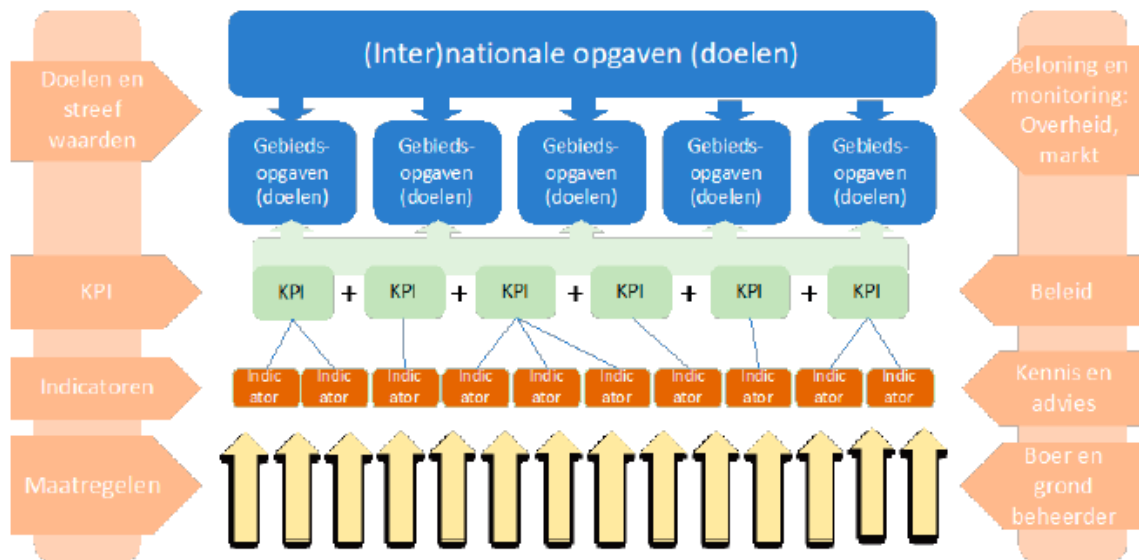 (Inter)nationale opgaven (doelen)
Doelen en
streef
waarden
Beloning en
monitoring:
Overheid,
markt
Gebieds-
opgaven
(doelen)
Gebieds-
opgaven
(doelen)
Gebieds-
opgaven
(doelen)
Gebieds-
opgaven
(doelen)
Gebieds-
opgaven
(doelen)
KPI
KPI + KPI + KPI + KPI + KPI + KPI
Beleid
Indicatoren
Indic
ator
Indic
ator
Indic
ator
Indic
ator
Indic
ator
Indic
ator
Indic
ator
Indic
ator
Indic
ator
Indic
ator
Kennis en
advies
Maatregelen
Boer en
grond
beheerder